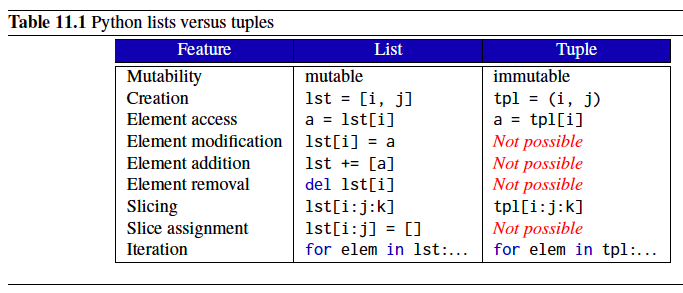 Table 11.1 Python lists versus tuples
Feature List Tuple
Mutability mutable immutable
Creation lst = [i, j] tpl = (i, j)
Element access a = lst[i] a = tpl[i]
Element modification lst[i] = a Not possible
Element addition lst += [a] Not possible
Element removal del lst[i] Not possible
Slicing lst[i:j:k] tpl[i:j:k]
Slice assignment lst[i:j] = [] Not possible
Iteration for elem in lst:... for elem in tpl:...